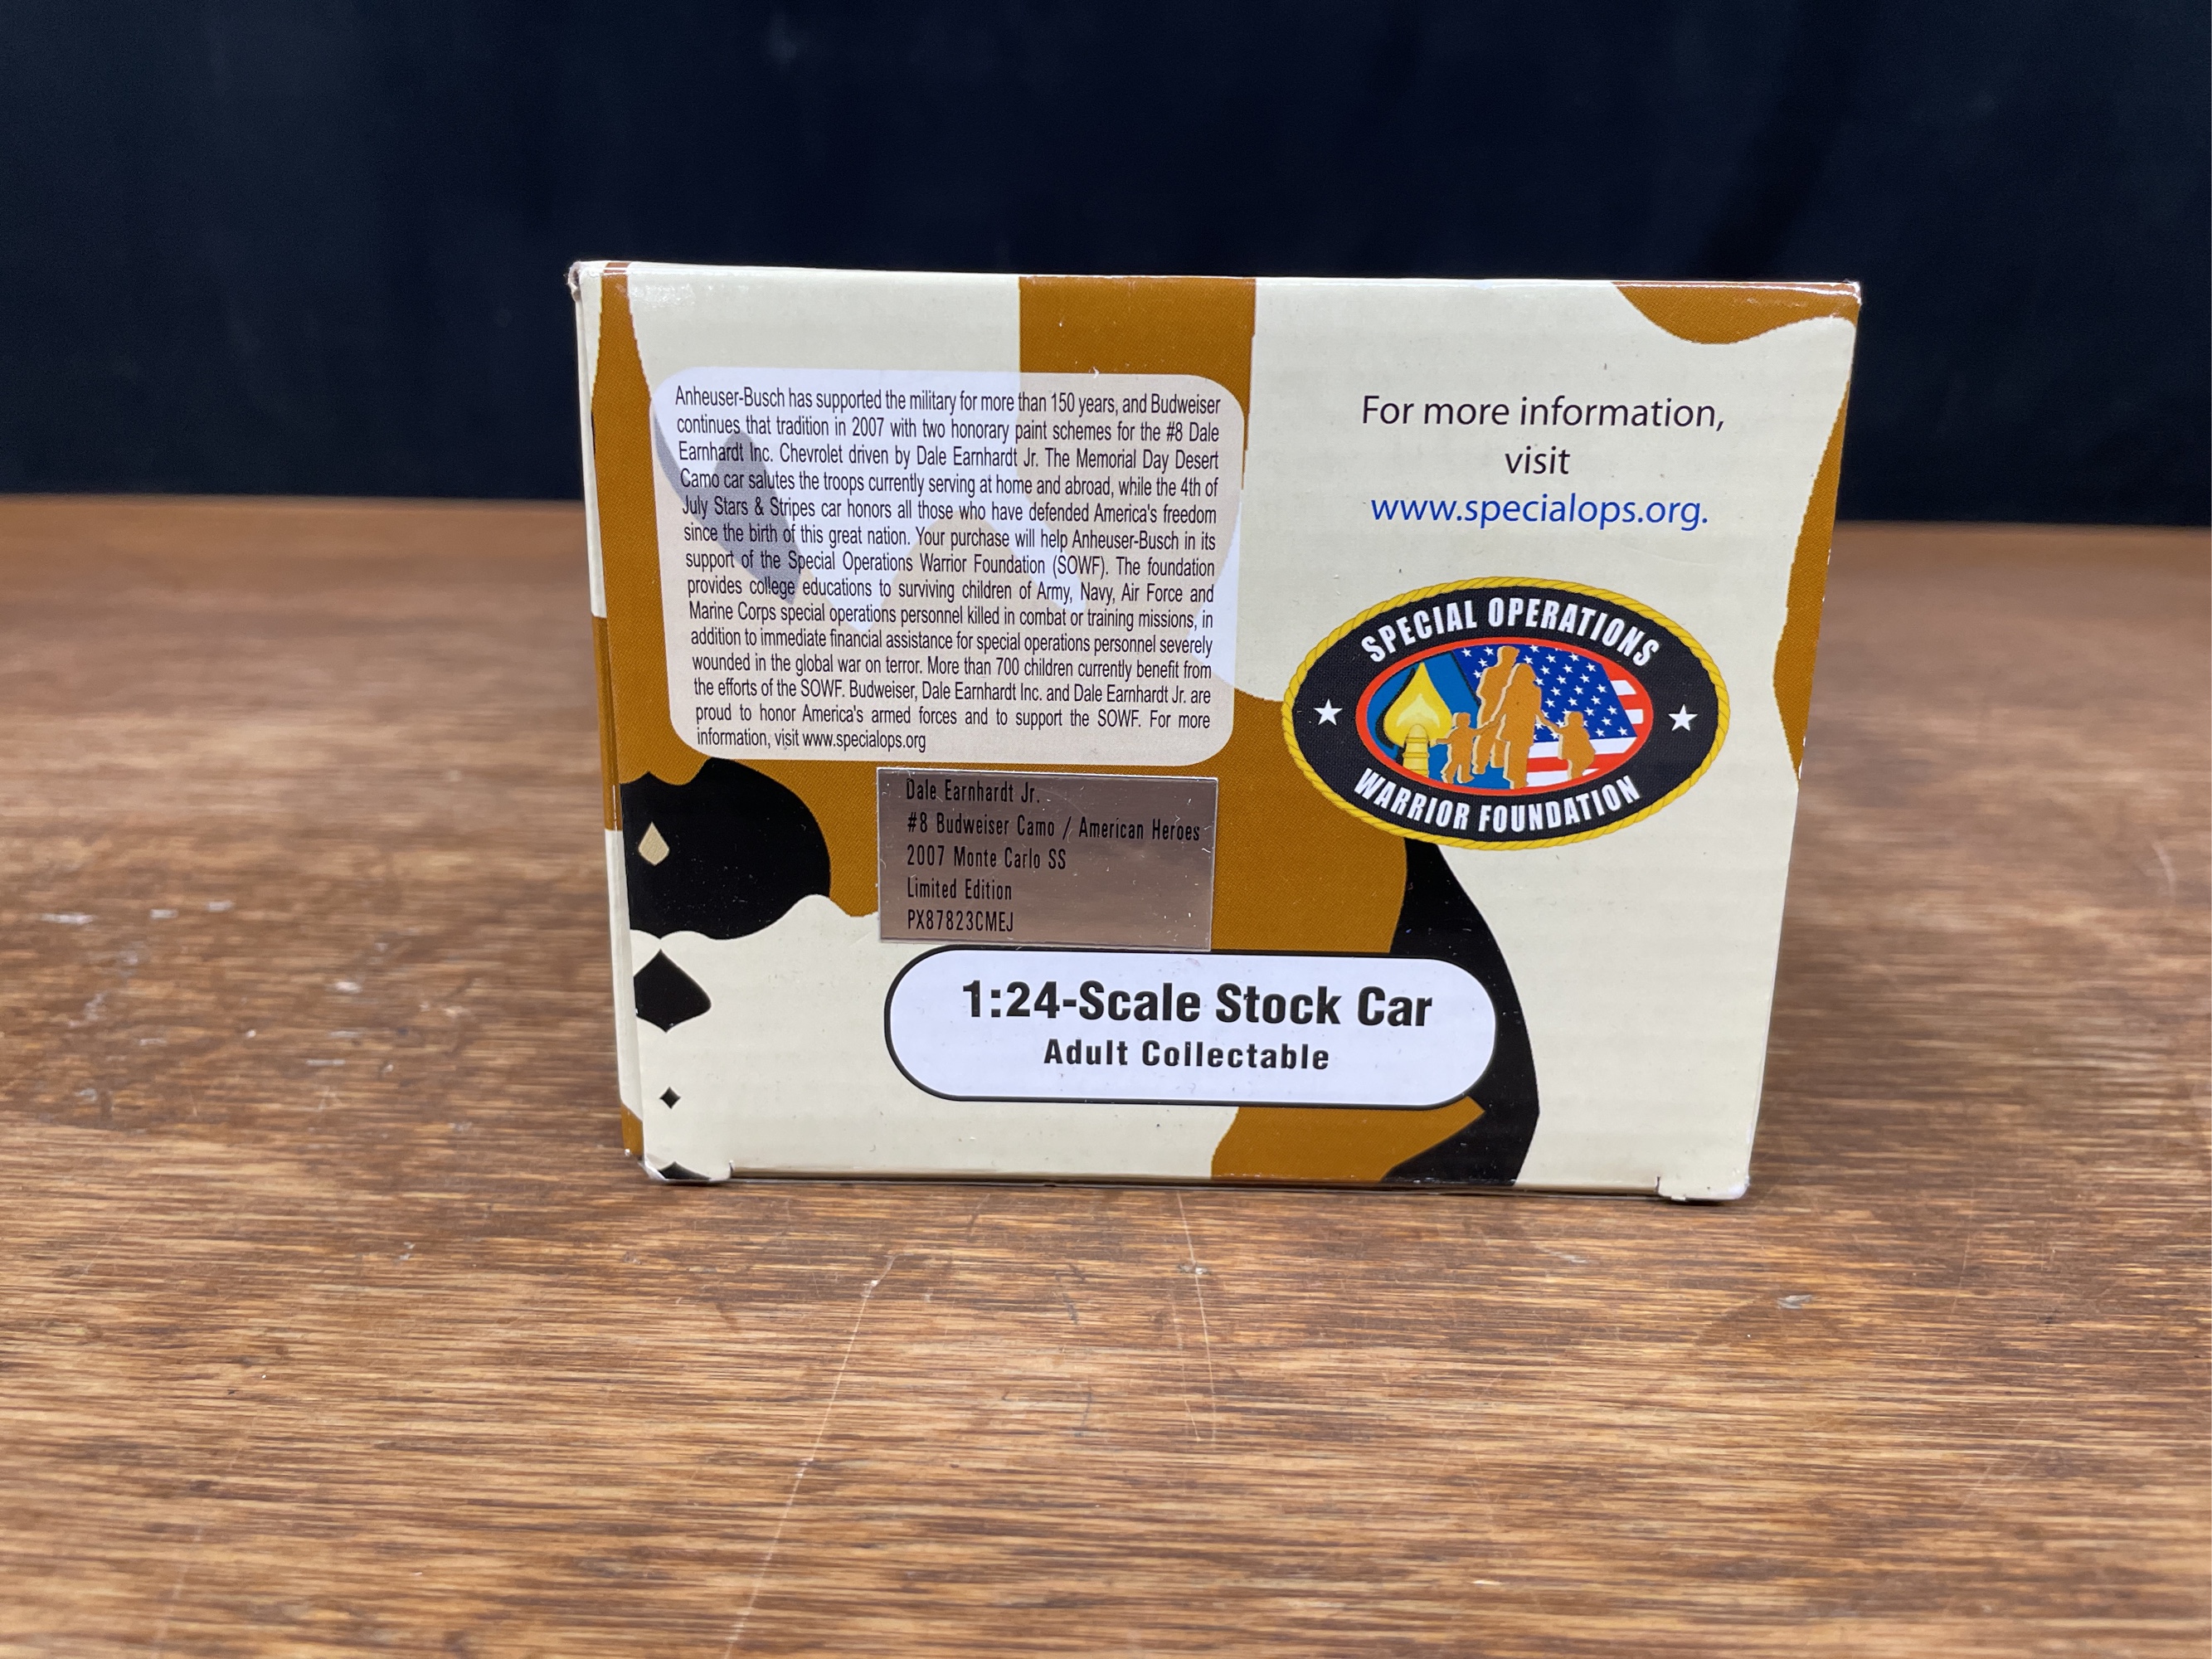 Anheuser-Busch has supported the military for more than 150 years, and Budweiser
continues that tradition in 2007 with two honorary paint schemes for the #8 Dale
Earnhardt Inc. Chevrolet driven by Dale Earnhardt Jr. The Memorial Day Desert
Camo car salutes the troops currently serving at home and abroad, while the 4th of
July Stars & Stripes car honors all those who have defended America's freedom
since the birth of this great nation. Your purchase will help Anheuser-Busch in its
support of the Special Operations Warrior Foundation (SOWF). The foundation
provides college educations to surviving children of Army, Navy, Air Force and
Marine Corps special operations personnel killed in combat or training missions, in
addition to immediate financial assistance for special operations personnel severely
wounded in the global war on terror. More than 700 children currently benefit from
the efforts of the SOWF. Budweiser, Dale Earnhardt Inc. and Dale Earnhardt Jr. are
proud to honor America's armed forces and to support the SOWF. For more
information, visit www.specialops.org
For more information,
visit
www.specialops.org.
SPECIAL OPERATIONS
WARRIOR FOUNDATION
Dale Earnhardt Jr.
#8 Budweiser Camo / American Heroes
2007 Monte Carlo SS
Limited Edition
PX87823CMEJ
1:24-Scale Stock Car
Adult Collectable